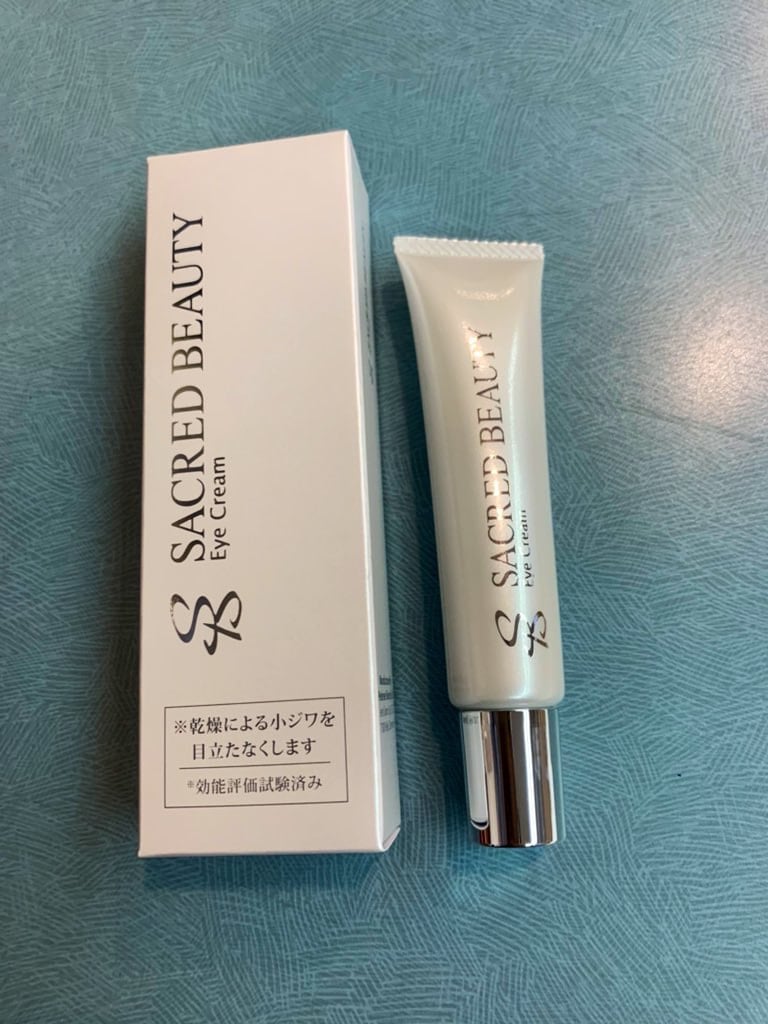 SACRED BEAUTY
Eye Cream
※乾燥による小ジワを
目立たなくします
※効能評価試験済み
SACRED BEAUTY
Eye Cream